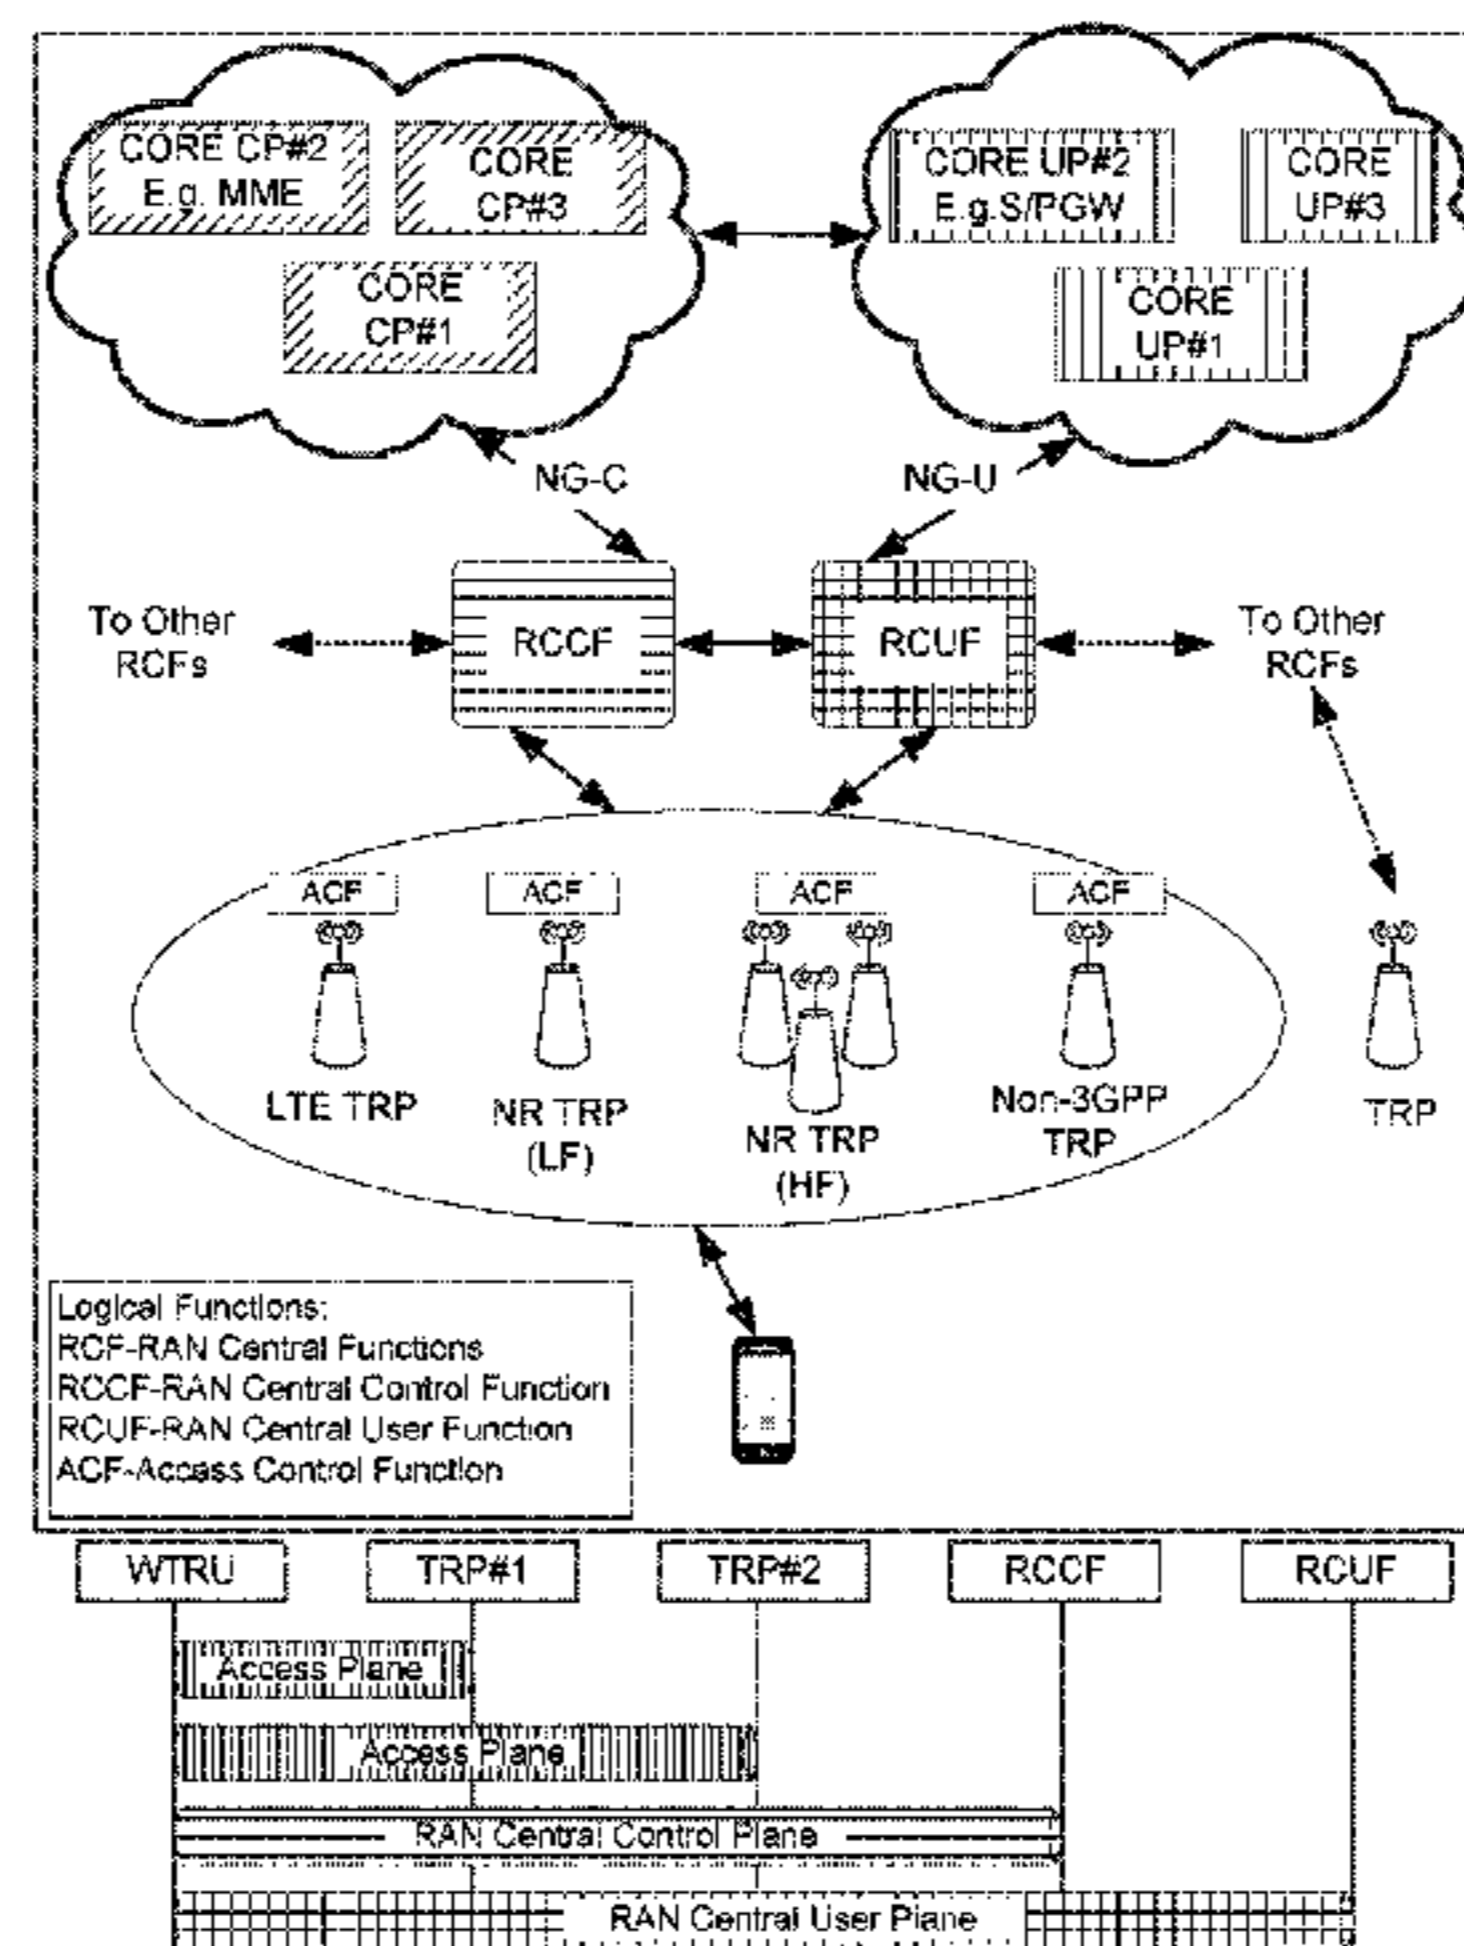 CORE CP#2
E.g. MME
CORE
CP#3
CORE
CP#1
CORE UP#2
E.g.S/PGW
CORE
UP#3
CORE
UP#1
NG-C
NG-U
To Other
RCFs
RCCF
RCUF
To Other
RCFs
ACF
ACF
ACF
ACF
LTE TRP
NR TRP
(LF)
NR TRP
(HF)
Non-3GPP
TRP
TRP
Logical Functions:
RCF-RAN Central Functions
RCCF-RAN Central Control Function
RCUF-RAN Central User Function
ACF-Access Control Function
WTRU
TRP#1
TRP#2
RCCF
RCUF
Access Plane
Access Plane
RAN Central Control Plane
RAN Central User Plane